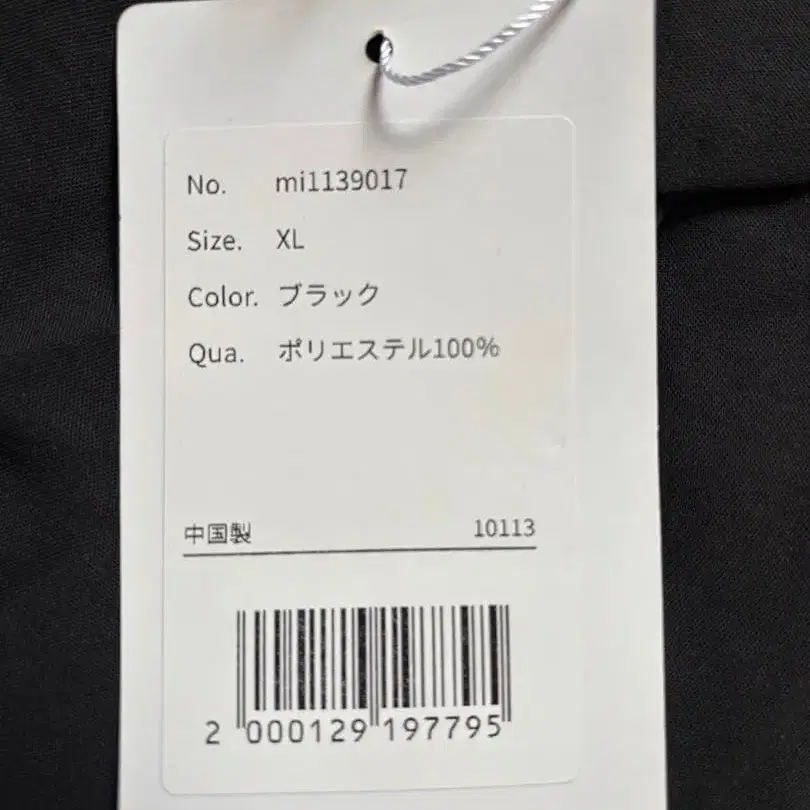 No. mi1139017
Size. XL
Color. ブラック
Qua. ポリエステル100%
中国製 10113
2 000129 197795